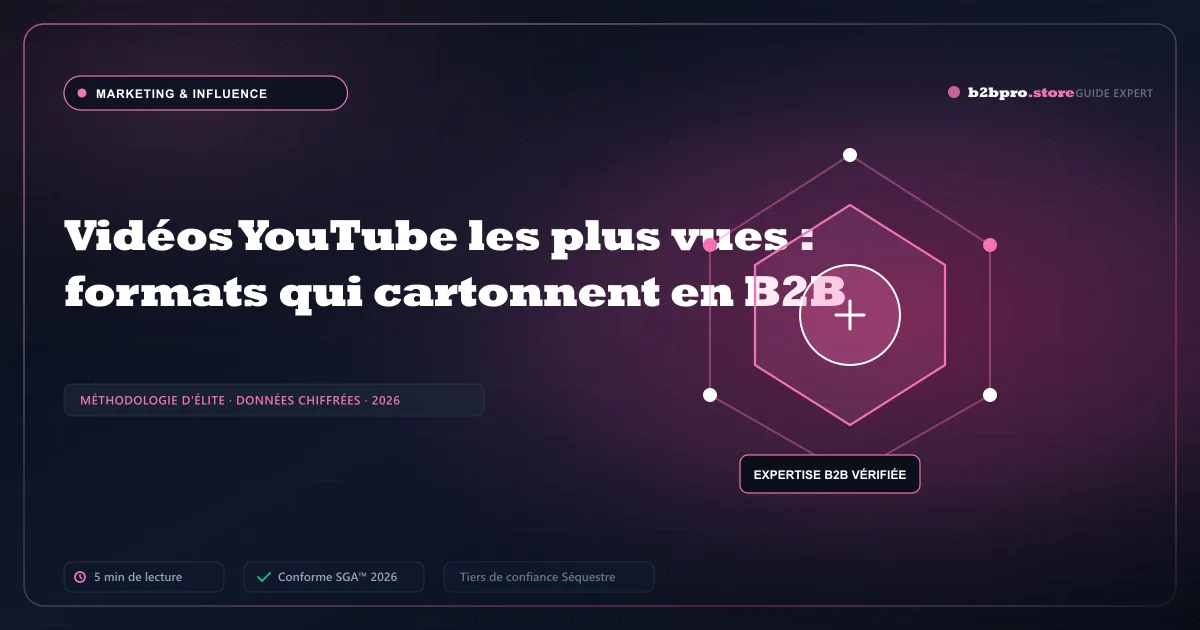 MARKETING & INFLUENCE
b2bpro.store GUIDE EXPERT
Vidéos YouTube les plus vues :
formats qui cartonnent en B2B
MÉTHODOLOGIE D'ÉLITE · DONNÉES CHIFFRÉES · 2026
EXPERTISE B2B VÉRIFIÉE
5 min de lecture
Conforme SGA™ 2026
Tiers de confiance Séquestre